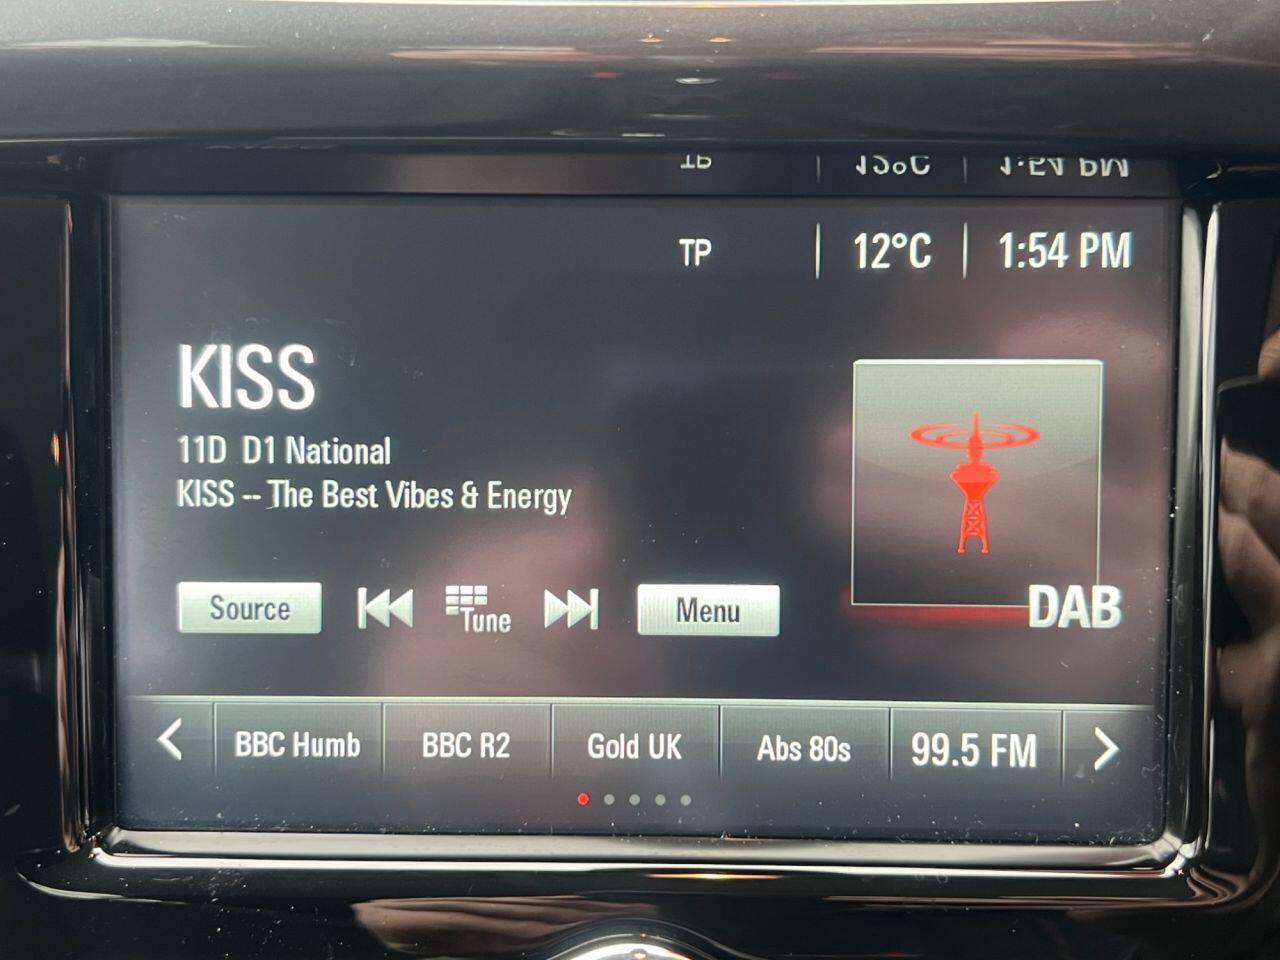 TP 12°C 1:54 PM
KISS
11D D1 National
KISS -- The Best Vibes & Energy
Source Tune Menu
DAB
BBC Humb BBC R2 Gold UK Abs 80s 99.5 FM